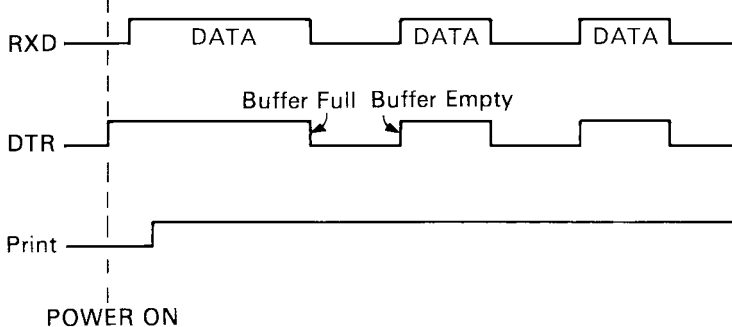 RXD DATA DATA DATA
Buffer Full Buffer Empty
DTR
Print
POWER ON